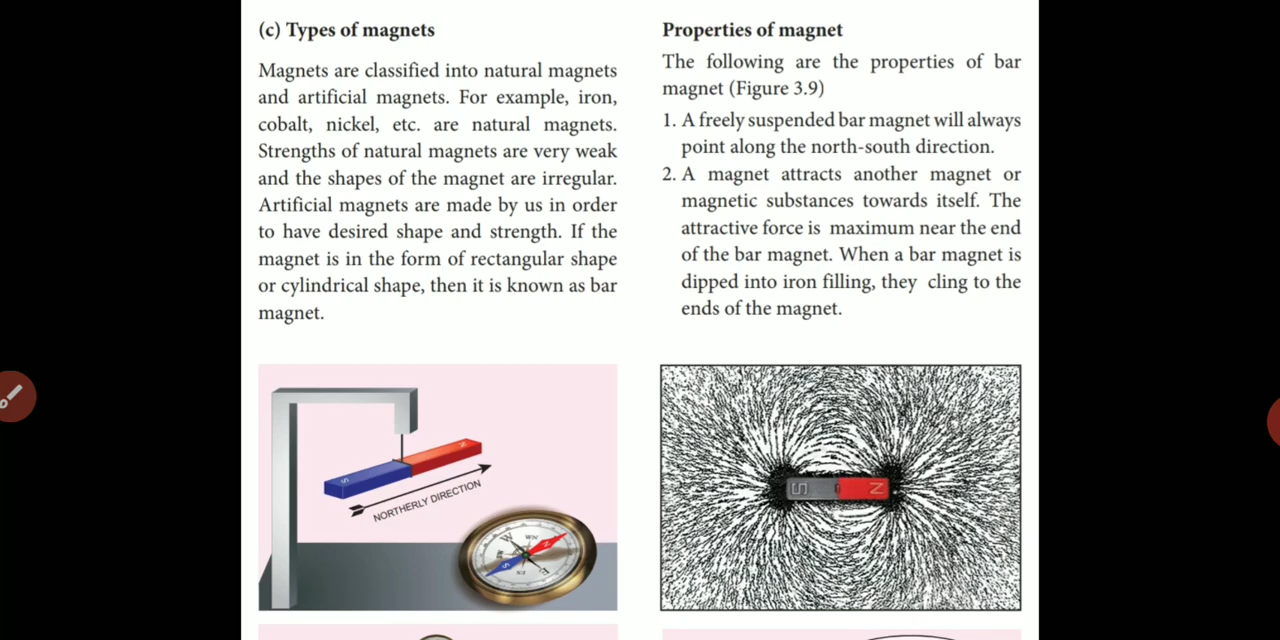 (c) Types of magnets
Magnets are classified into natural magnets
and artificial magnets. For example, iron,
cobalt, nickel, etc. are natural magnets.
Strengths of natural magnets are very weak
and the shapes of the magnet are irregular.
Artificial magnets are made by us in order
to have desired shape and strength. If the
magnet is in the form of rectangular shape
or cylindrical shape, then it is known as bar
magnet.
S
N
NORTHERLY DIRECTION
W
WN
N
SW
S
ES
E
Properties of magnet
The following are the properties of bar
magnet (Figure 3.9)
1. A freely suspended bar magnet will always
point along the north-south direction.
2. A magnet attracts another magnet or
magnetic substances towards itself. The
attractive force is maximum near the end
of the bar magnet. When a bar magnet is
dipped into iron filling, they cling to the
ends of the magnet.
S N